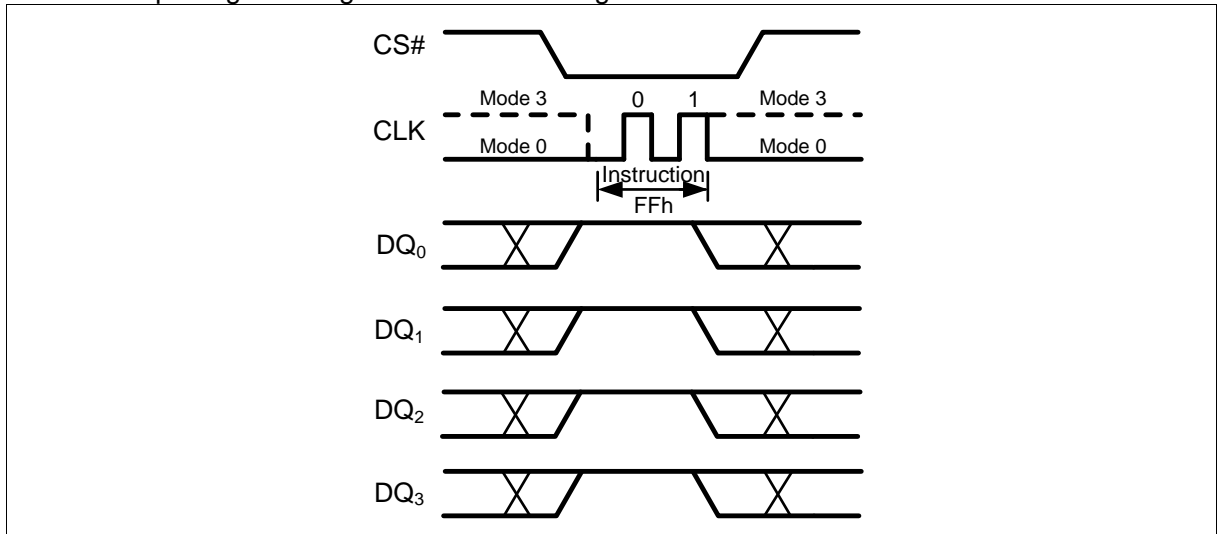 CS#
Mode 3 0 1 Mode 3
CLK
Mode 0 Mode 0
Instruction
FFh
DQ0
DQ1
DQ2
DQ3